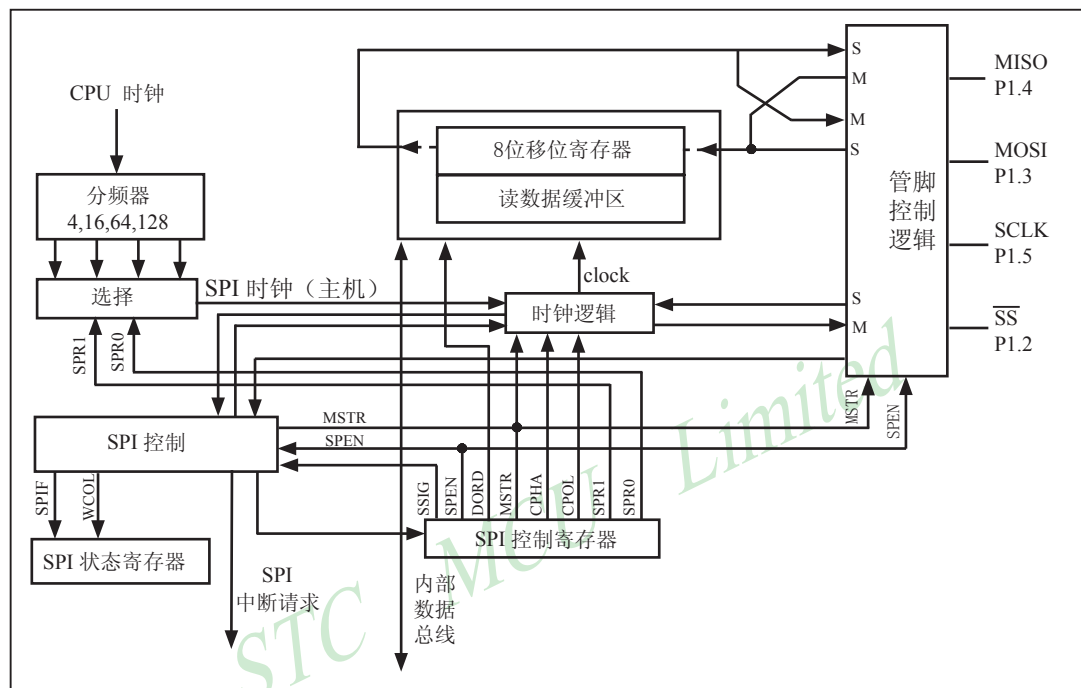 CPU 时钟
分频器
4,16,64,128
选择
SPI 时钟（主机）
SPR1
SPR0
8位移位寄存器
读数据缓冲区
clock
时钟逻辑
S
M
M
S
S
M
管脚
控制
逻辑
MISO
P1.4
MOSI
P1.3
SCLK
P1.5
SS
P1.2
MSTR
SPEN
SPI 控制
MSTR
SPEN
SPIF
WCOL
SSIG
SPEN
DORD
MSTR
CPHA
CPOL
SPR1
SPR0
SPI 控制寄存器
SPI 状态寄存器
SPI
中断请求
内部
数据
总线
STC MCU Limited